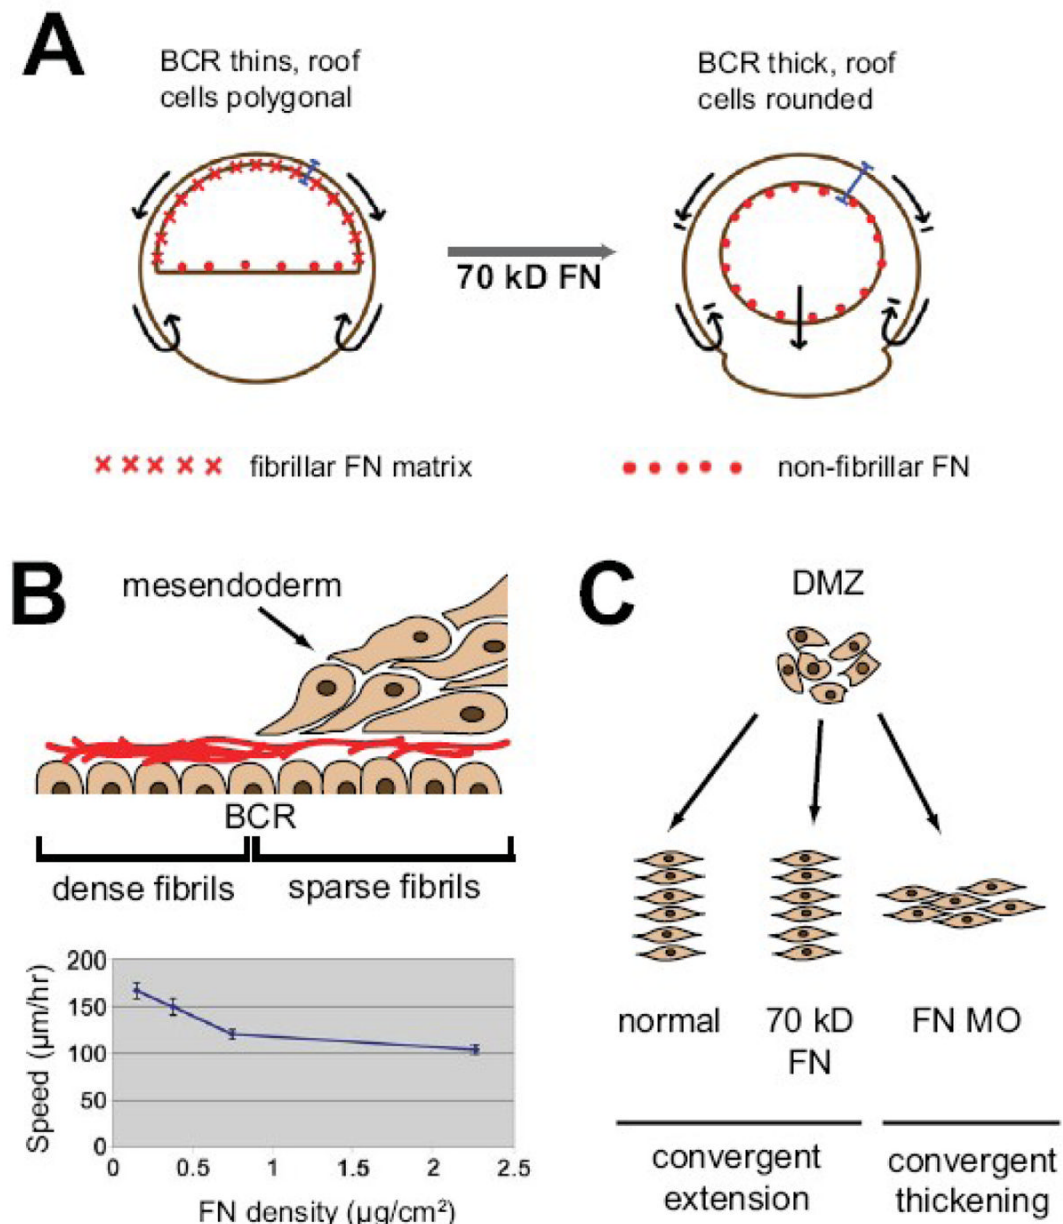 A
BCR thins, roof
cells polygonal
BCR thick, roof
cells rounded
70 kD FN
fibrillar FN matrix
non-fibrillar FN
B
mesendoderm
BCR
dense fibrils
sparse fibrils
200
150
100
50
0
0
0.5
1
1.5
2
2.5
Speed (µm/hr)
FN density (µg/cm²)
C
DMZ
normal
70 kD
FN
FN MO
convergent
extension
convergent
thickening